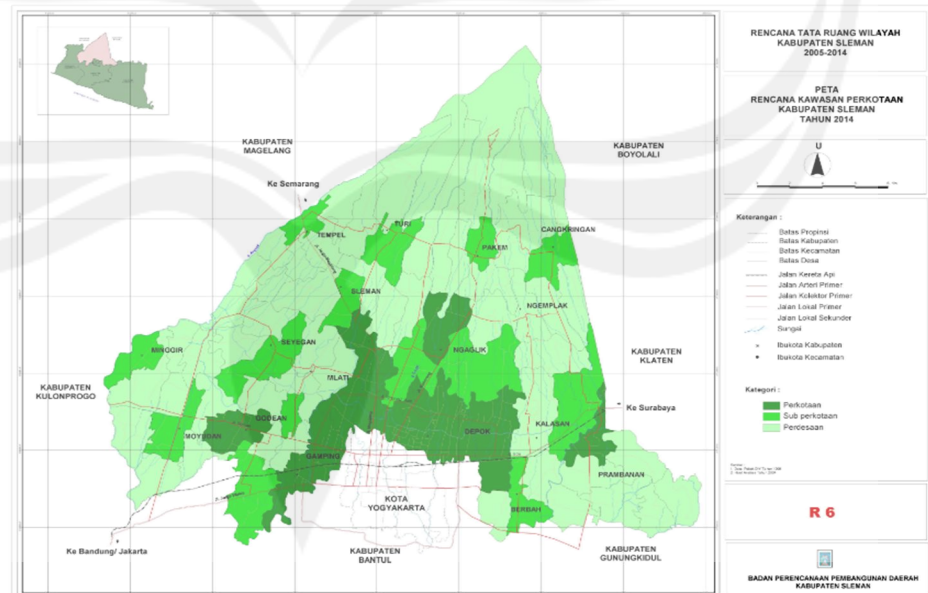 RENCANA TATA RUANG WILAYAH
KABUPATEN SLEMAN
2005-2014
PETA
RENCANA KAWASAN PERKOTAAN
KABUPATEN SLEMAN
TAHUN 2014
U
Keterangan :
Batas Propinsi
Batas Kabupaten
Batas Kecamatan
Batas Desa
Jalan Kereta Api
Jalan Arteri Primer
Jalan Kolektor Primer
Jalan Lokal Primer
Jalan Lokal Sekunder
Sungai
Ibukota Kabupaten
Ibukota Kecamatan
Kategori :
Perkotaan
Sub perkotaan
Perdesaan
R 6
BADAN PERENCANAAN PEMBANGUNAN DAERAH
KABUPATEN SLEMAN
KABUPATEN
MAGELANG
KABUPATEN
BOYOLALI
Ke Semarang
TEMPEL
TURI
PAKEM
CANGKRINGAN
SLEMAN
NGEMPLAK
MINGGIR
SEYEGAN
NGAGLIK
KABUPATEN
KLATEN
MLATI
KABUPATEN
KULONPROGO
Ke Surabaya
GODEAN
MOYUDAN
DEPOK
KALASAN
GAMPING
PRAMBANAN
KOTA
YOGYAKARTA
BERBAH
Ke Bandung/ Jakarta
KABUPATEN
BANTUL
KABUPATEN
GUNUNGKIDUL